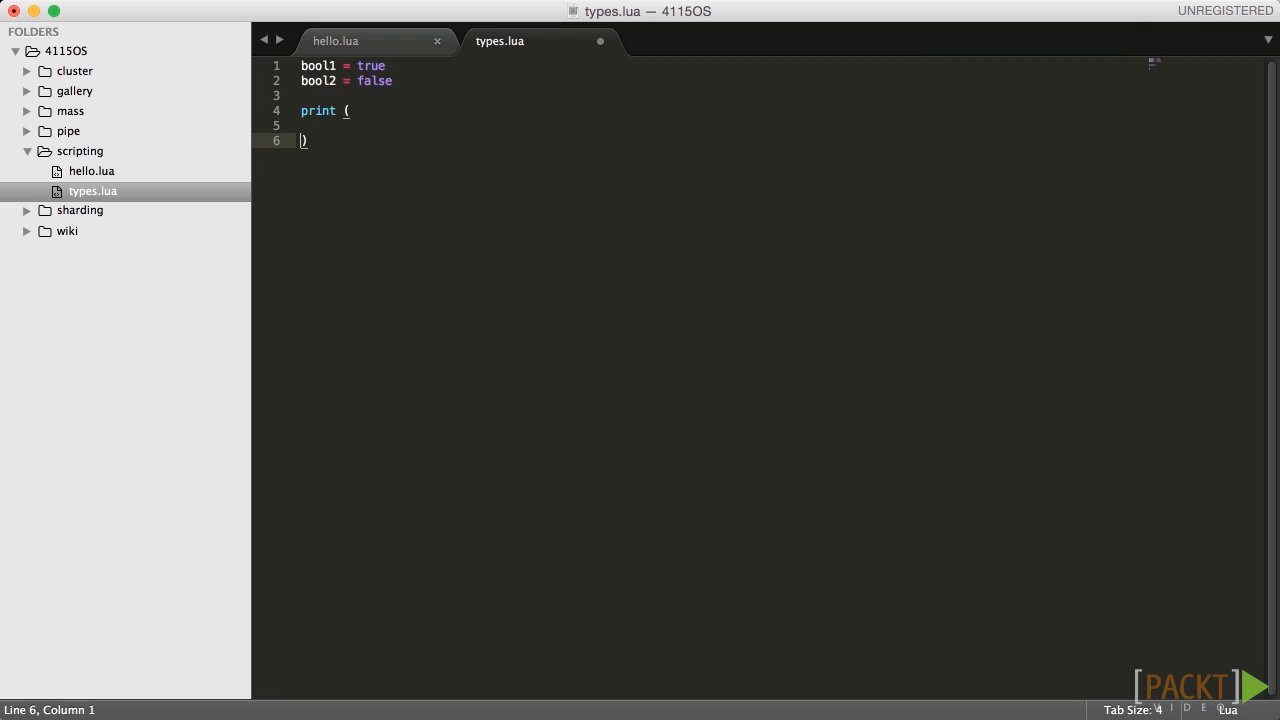 types.lua — 4115OS
UNREGISTERED
FOLDERS
4115OS
cluster
gallery
mass
pipe
scripting
hello.lua
types.lua
sharding
wiki
hello.lua ×
types.lua
1 bool1 = true
2 bool2 = false
3
4 print (
5
6 )
[PACKT]
VIDEO
Line 6, Column 1
Tab Size: 4
Lua